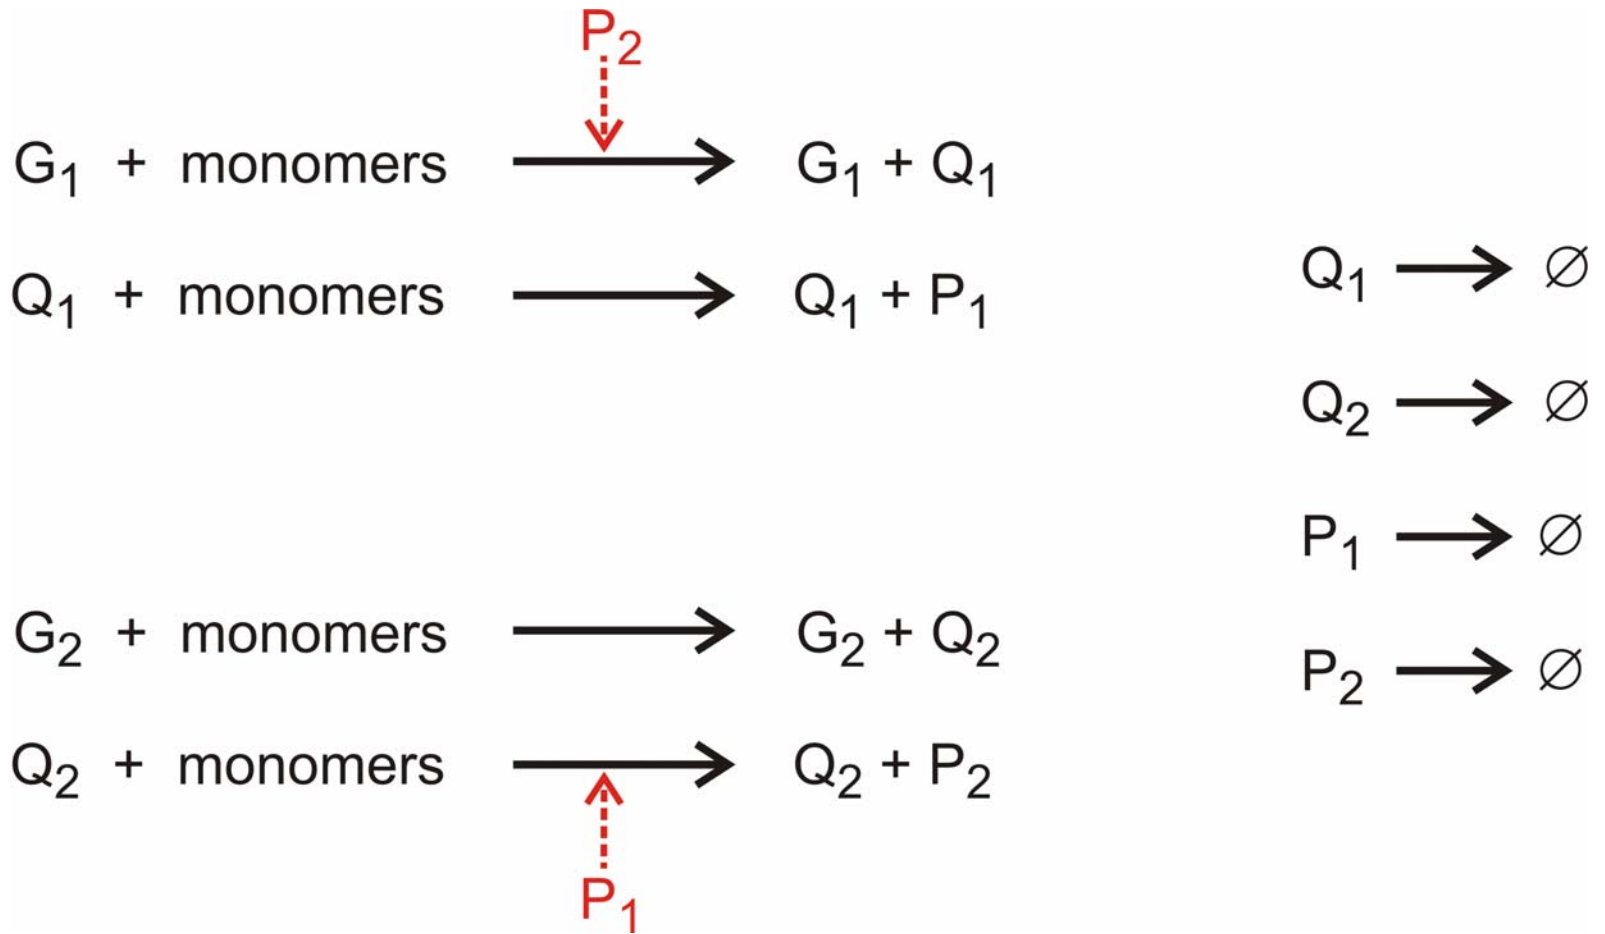 P₂
G₁ + monomers → G₁ + Q₁
Q₁ + monomers → Q₁ + P₁
G₂ + monomers → G₂ + Q₂
Q₂ + monomers → Q₂ + P₂
P₁
Q₁ → ∅
Q₂ → ∅
P₁ → ∅
P₂ → ∅